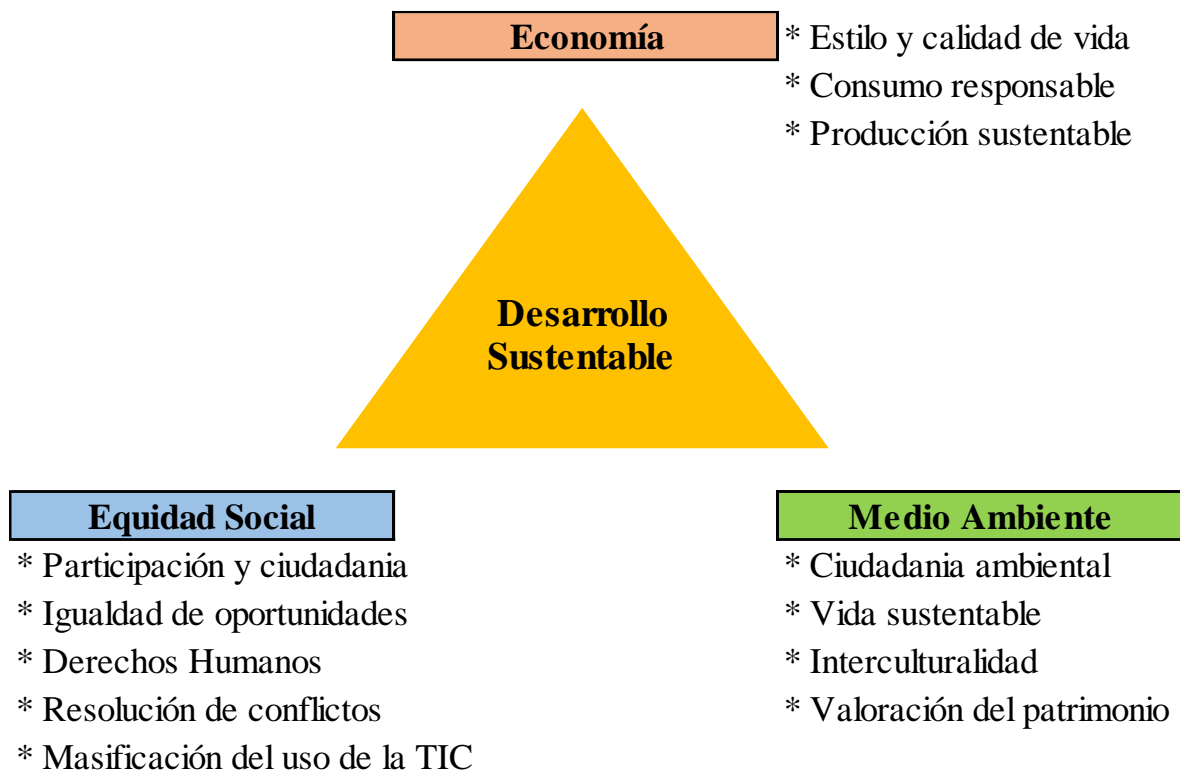 Economía
* Estilo y calidad de vida
* Consumo responsable
* Producción sustentable
Desarrollo
Sustentable
Equidad Social
* Participación y ciudadania
* Igualdad de oportunidades
* Derechos Humanos
* Resolución de conflictos
* Masificación del uso de la TIC
Medio Ambiente
* Ciudadania ambiental
* Vida sustentable
* Interculturalidad
* Valoración del patrimonio